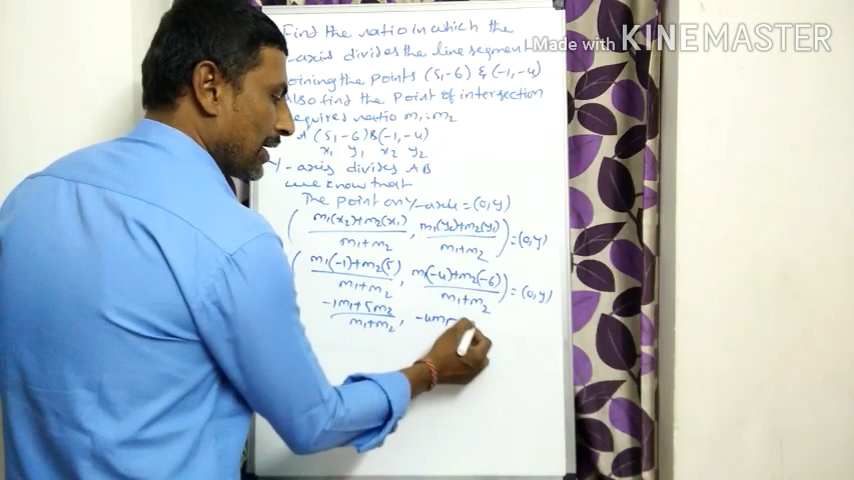 Find the ratio in which the
-axis divides the line segment
oining the points (5,-6) & (-1,-4)
Also find the point of intersection
equired ratio m₁:m₂
A (5,-6) B(-1,-4)
x₁ y₁ x₂ y₂
Y-axis divides AB
we know that
The point on Y-axis = (0,y)
( m₁(x₂)+m₂(x₁) / m₁+m₂ , m₁(y₂)+m₂(y₁) / m₁+m₂ ) = (0,y)
( m₁(-1)+m₂(5) / m₁+m₂ , m₁(-4)+m₂(-6) / m₁+m₂ ) = (0,y)
-1m₁+5m₂ / m₁+m₂ , -4m₁-
Made with KINEMASTER